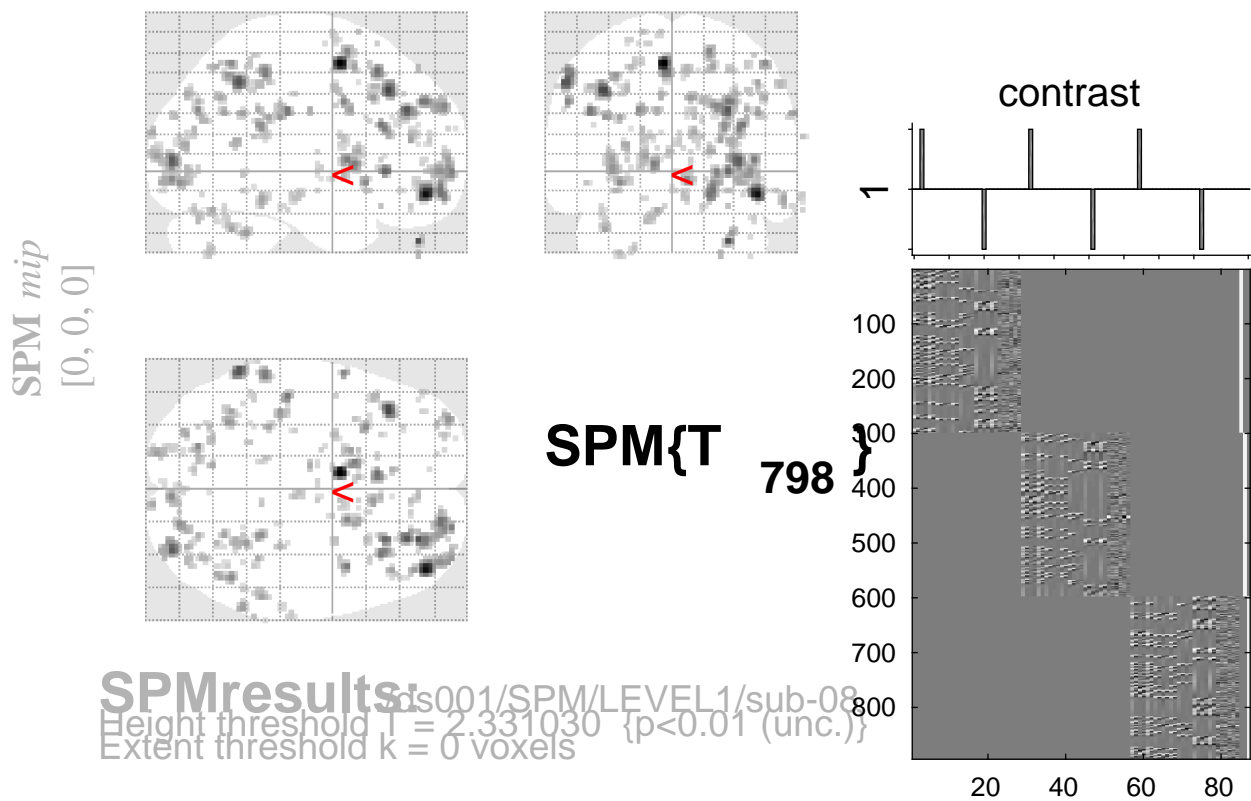 SPM mip
[0, 0, 0]
<
<
<
SPM{T798}
contrast
1
100
200
300
400
500
600
700
800
20
40
60
80
SPMresults: /ds001/SPM/LEVEL1/sub-08
Height threshold T = 2.331030 {p<0.01 (unc.)}
Extent threshold k = 0 voxels